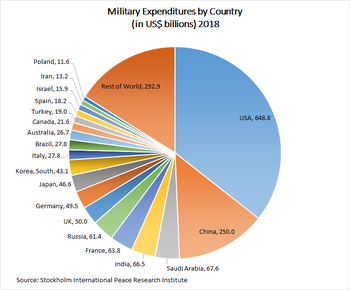 Military Expenditures by Country
(in US$ billions) 2018
Poland, 11.6
Iran, 13.2
Israel, 15.9
Spain, 18.2
Turkey, 19.0
Canada, 21.6
Australia, 26.7
Brazil, 27.8
Italy, 27.8
Korea, South, 43.1
Japan, 46.6
Germany, 49.5
UK, 50.0
Russia, 61.4
France, 63.8
India, 66.5
Saudi Arabia, 67.6
China, 250.0
USA, 648.8
Rest of World, 292.9
Source: Stockholm International Peace Research Institute